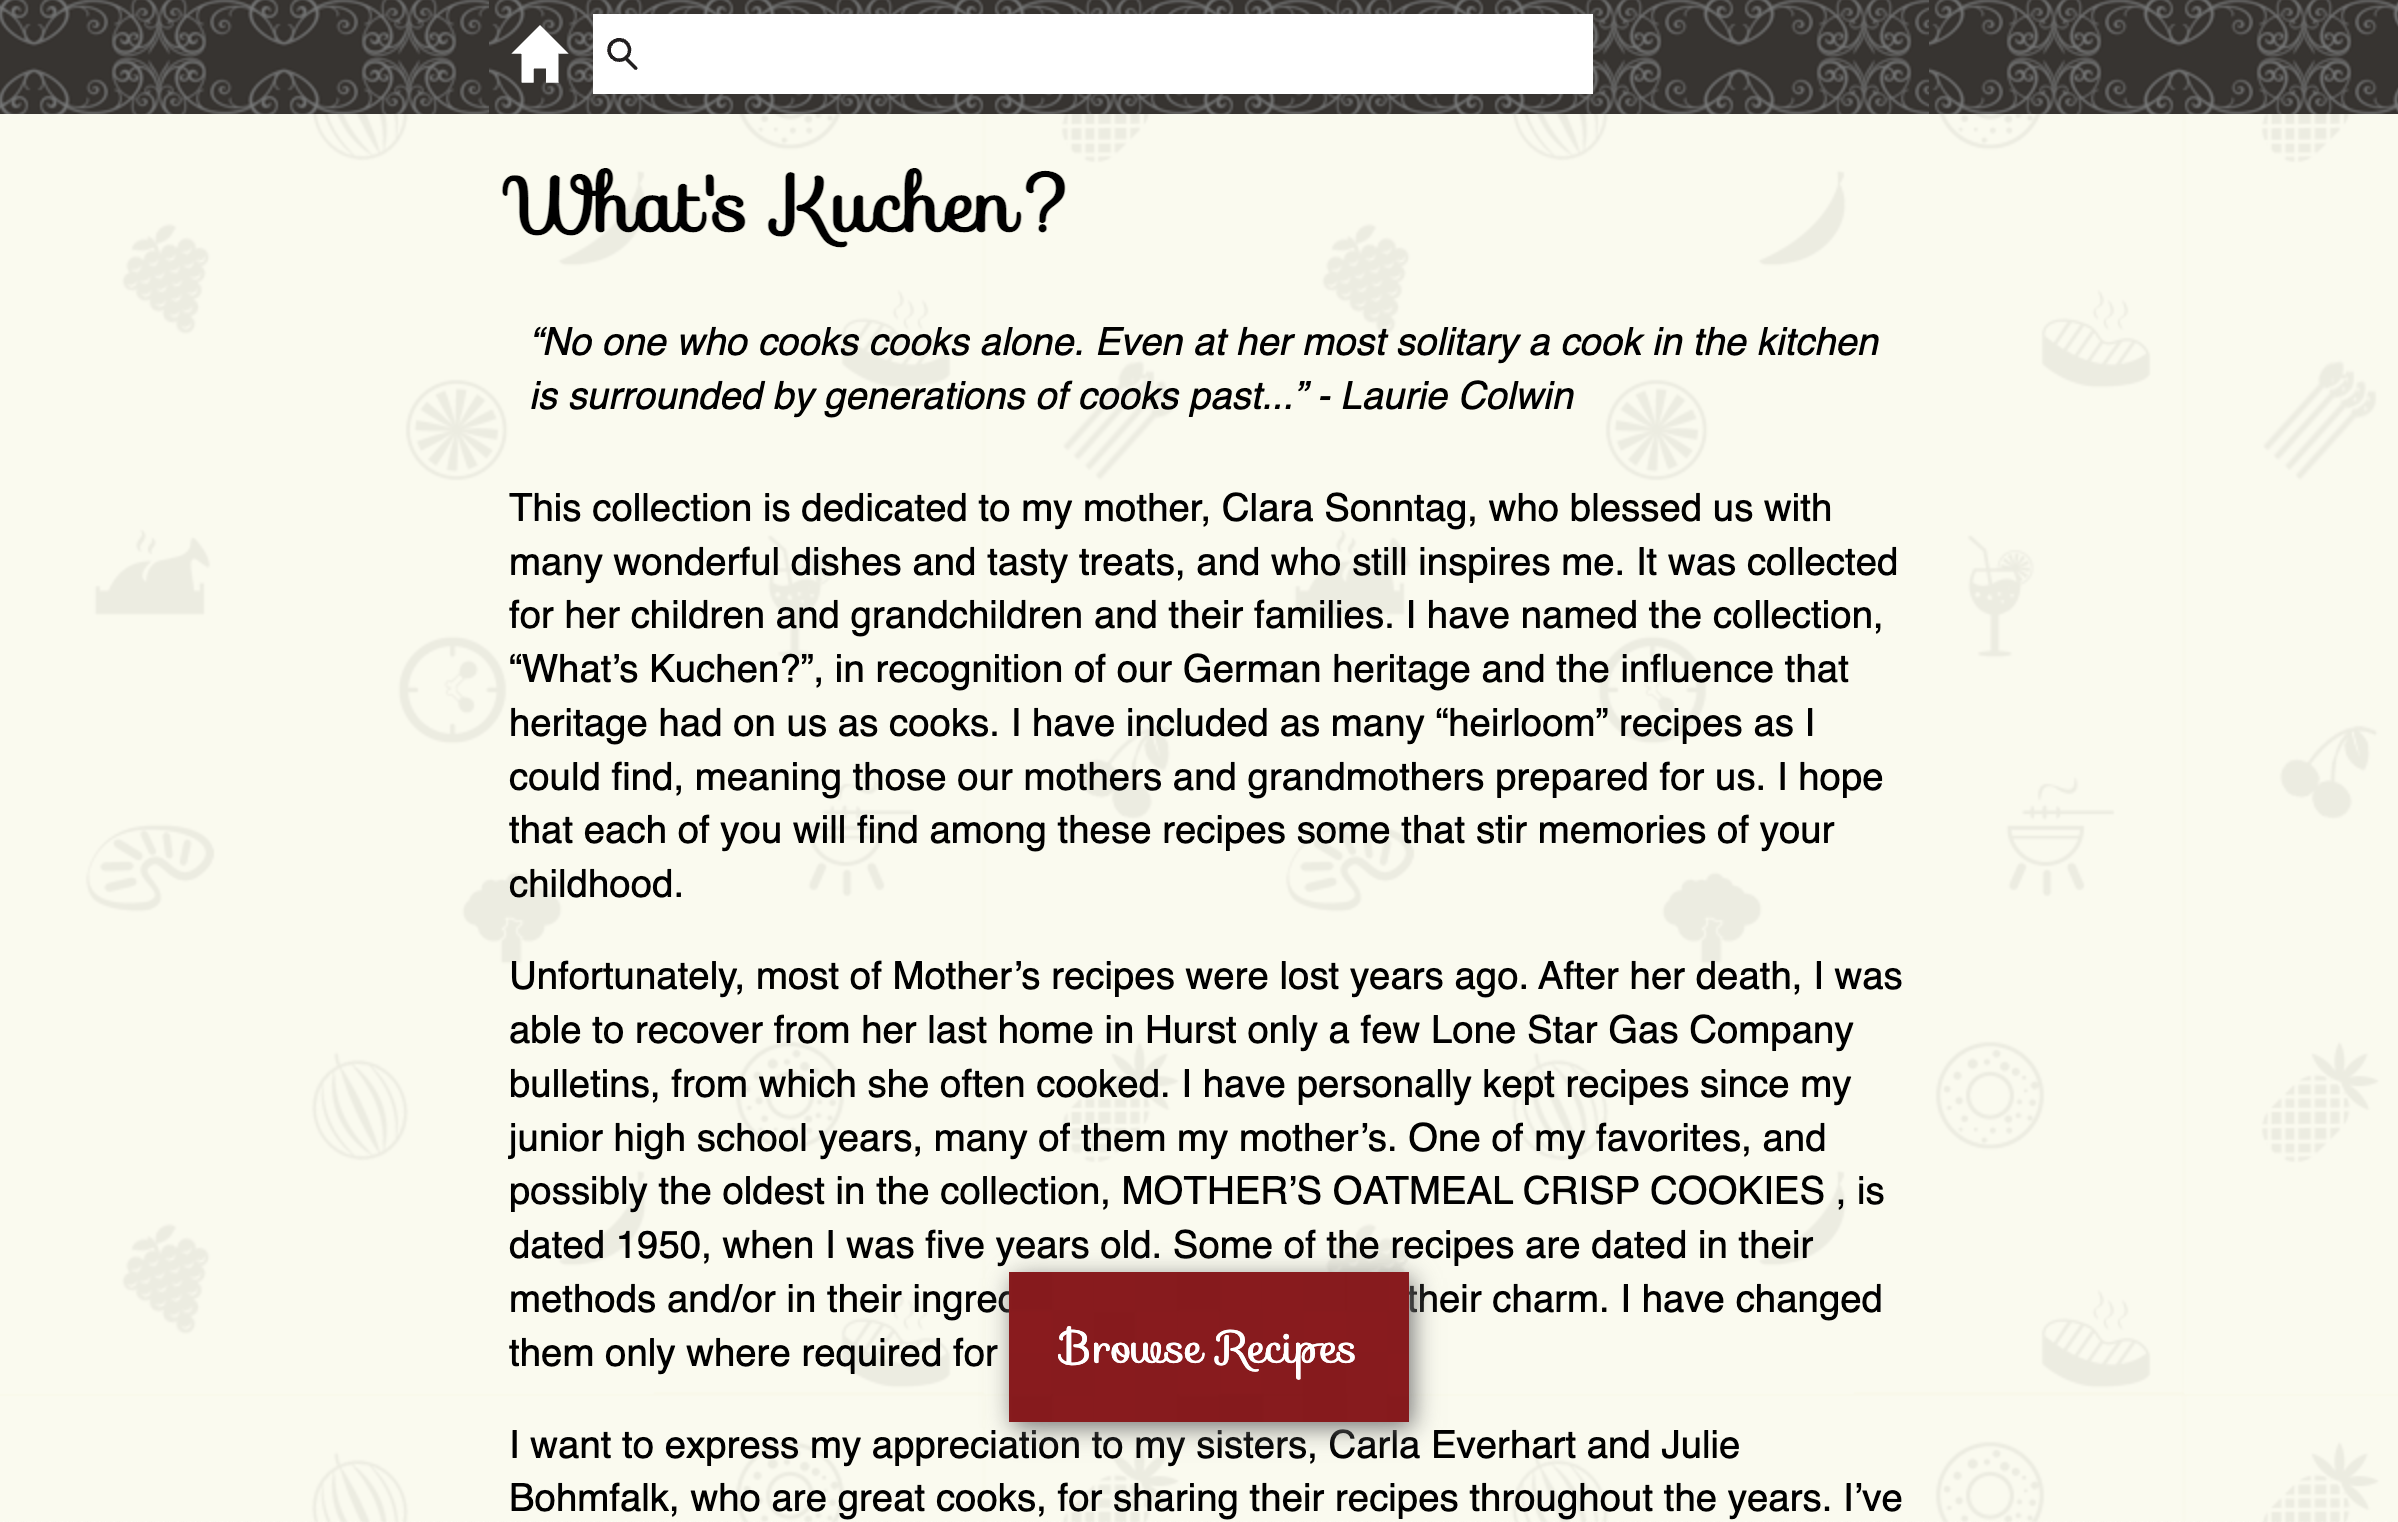 What's Kuchen?
“No one who cooks cooks alone. Even at her most solitary a cook in the kitchen
is surrounded by generations of cooks past...” - Laurie Colwin
This collection is dedicated to my mother, Clara Sonntag, who blessed us with
many wonderful dishes and tasty treats, and who still inspires me. It was collected
for her children and grandchildren and their families. I have named the collection,
“What’s Kuchen?”, in recognition of our German heritage and the influence that
heritage had on us as cooks. I have included as many “heirloom” recipes as I
could find, meaning those our mothers and grandmothers prepared for us. I hope
that each of you will find among these recipes some that stir memories of your
childhood.
Unfortunately, most of Mother’s recipes were lost years ago. After her death, I was
able to recover from her last home in Hurst only a few Lone Star Gas Company
bulletins, from which she often cooked. I have personally kept recipes since my
junior high school years, many of them my mother’s. One of my favorites, and
possibly the oldest in the collection, MOTHER’S OATMEAL CRISP COOKIES , is
dated 1950, when I was five years old. Some of the recipes are dated in their
methods and/or in their their charm. I have changed
them only where required for
Browse Recipes
I want to express my appreciation to my sisters, Carla Everhart and Julie
Bohmfalk, who are great cooks, for sharing their recipes throughout the years. I’ve